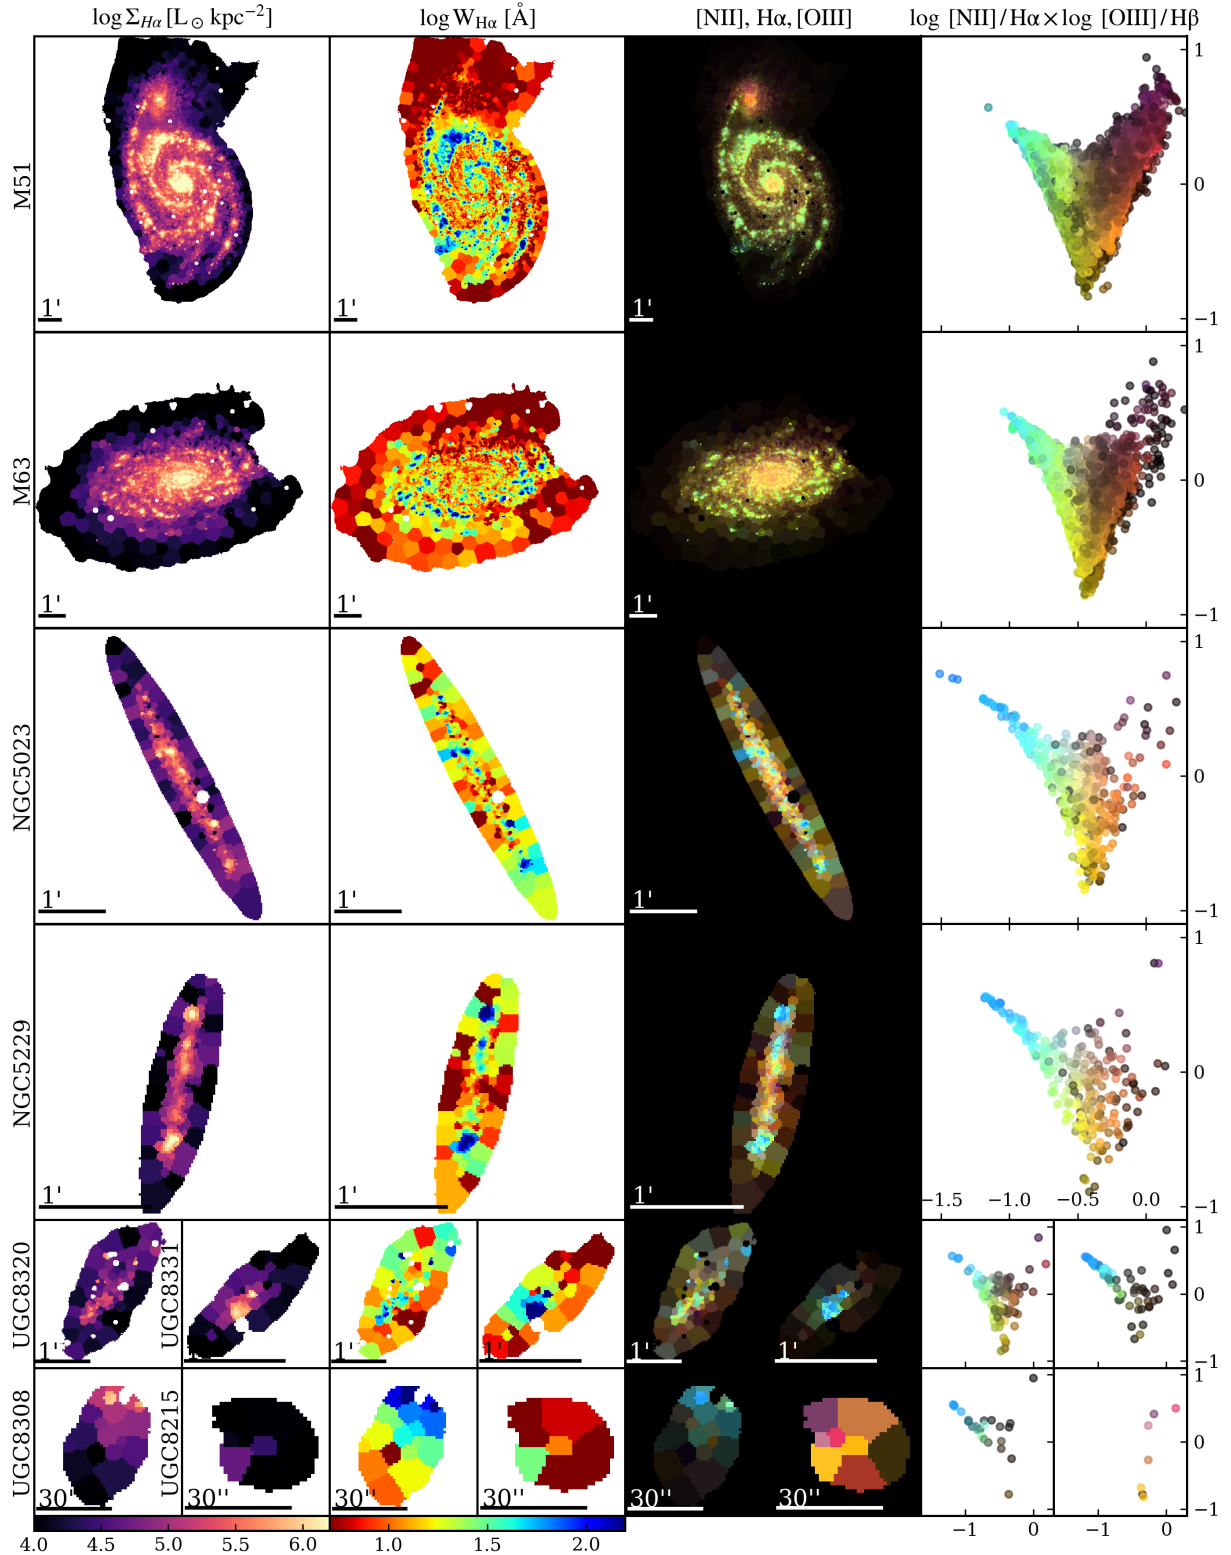 log Σ_Hα [L_⊙ kpc⁻²]
log W_Hα [Å]
[NII], Hα, [OIII]
log [NII]/Hα × log [OIII]/Hβ
M51
1'
1'
1'
1
0
−1
M63
1'
1'
1'
1
0
−1
NGC5023
1'
1'
1'
1
0
−1
NGC5229
1'
1'
1'
1
0
−1
−1.5 −1.0 −0.5 0.0
UGC8320
1'
UGC8331
1'
1'
1'
1'
1'
1
0
−1
UGC8308
30''
UGC8215
30''
30''
30''
30''
30''
1
0
−1
4.0 4.5 5.0 5.5 6.0
1.0 1.5 2.0
−1 0
−1 0